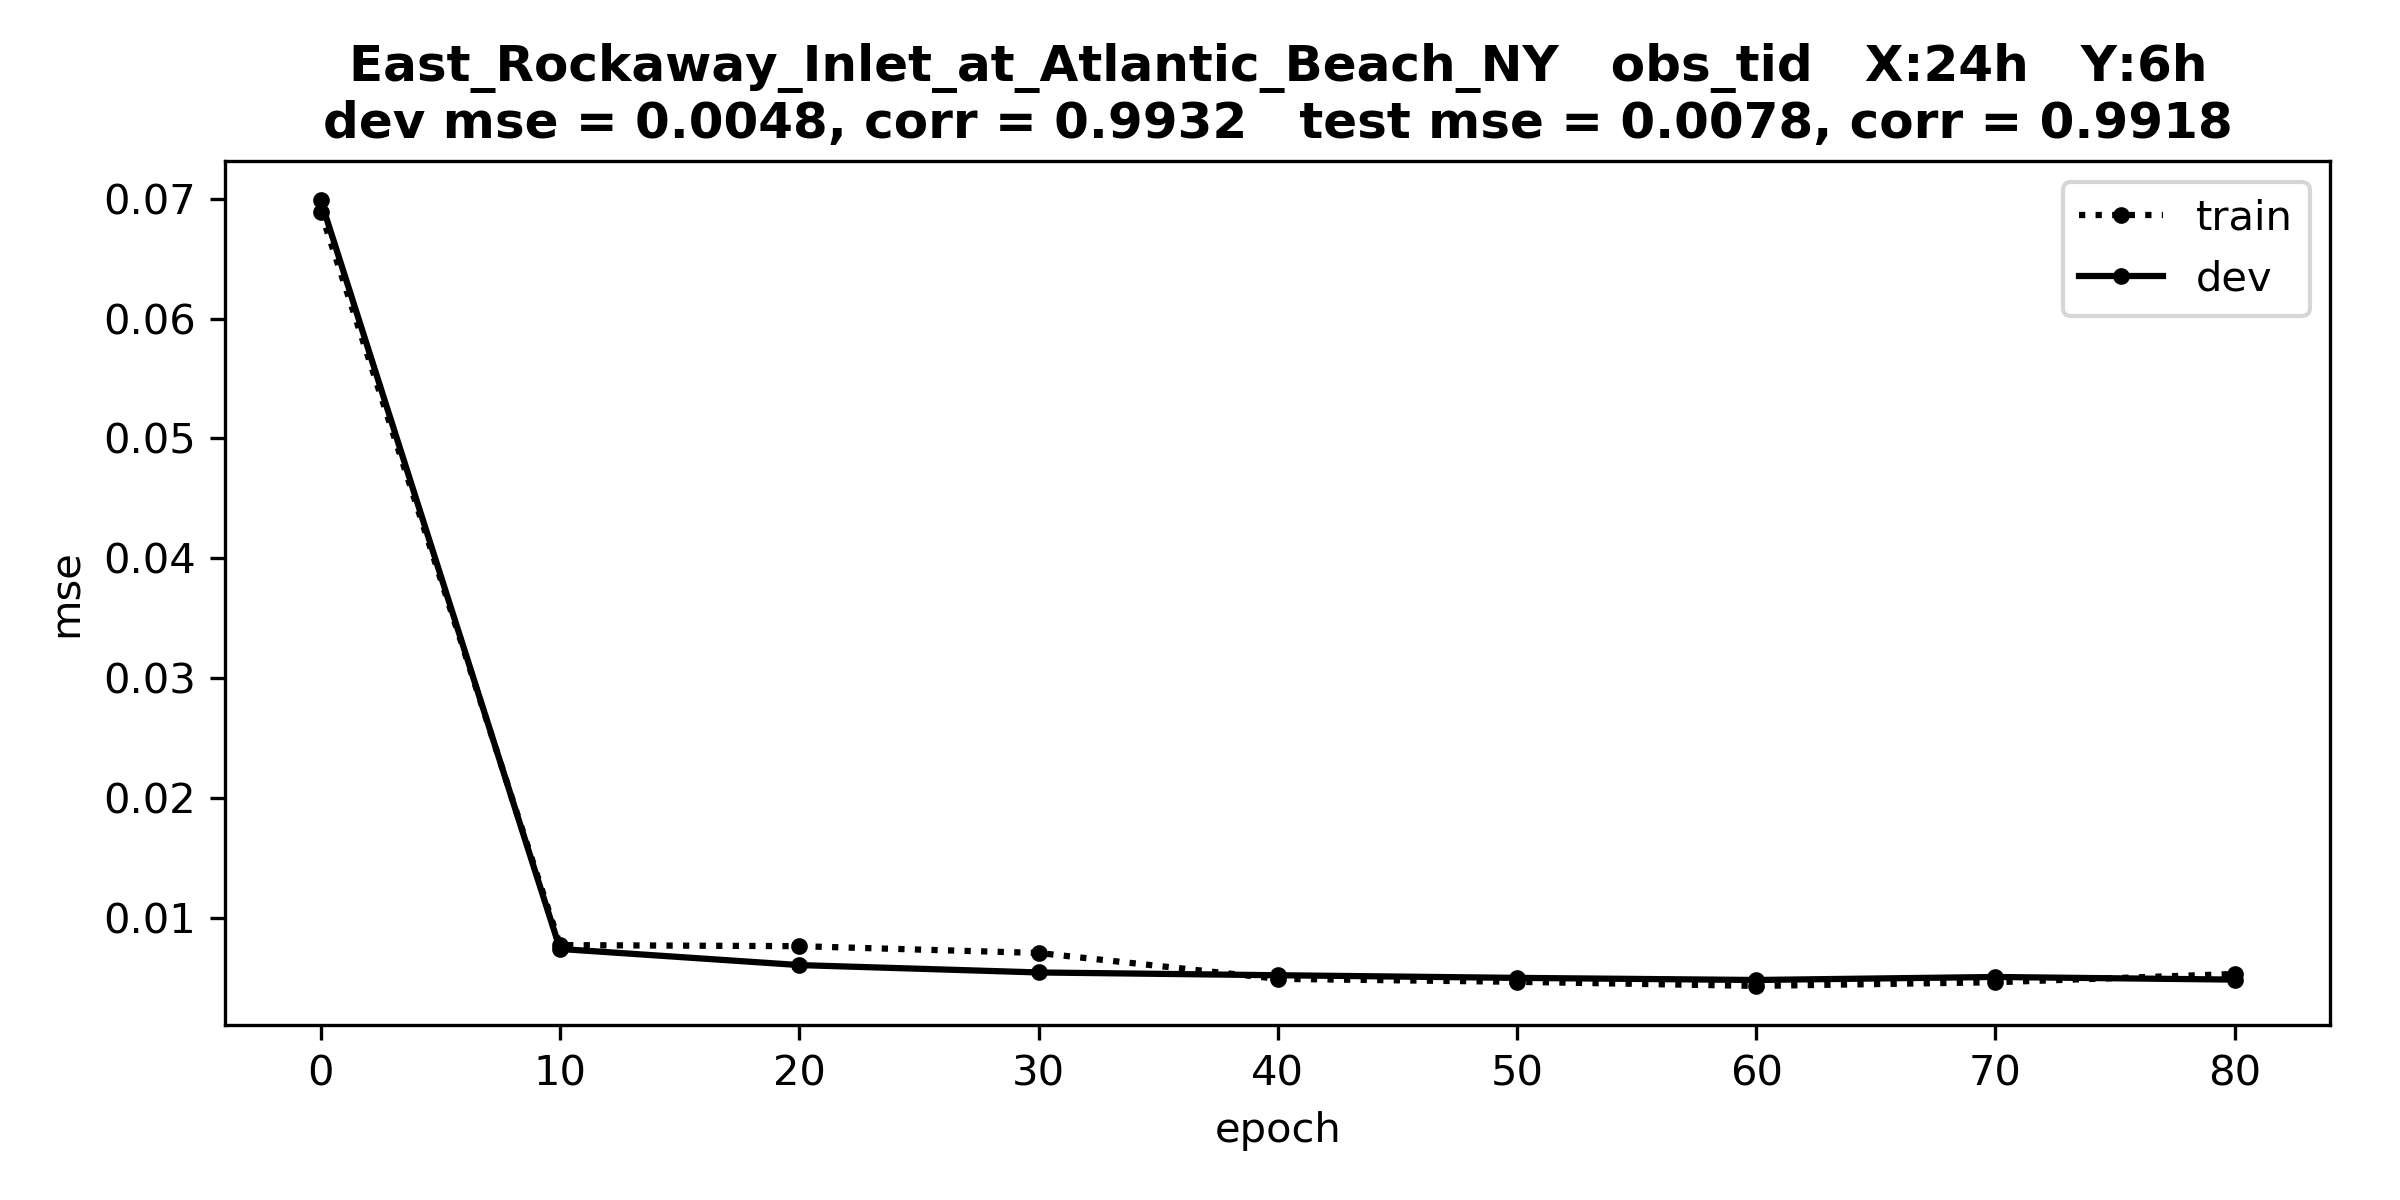 East_Rockaway_Inlet_at_Atlantic_Beach_NY   obs_tid   X:24h   Y:6h
dev mse = 0.0048, corr = 0.9932   test mse = 0.0078, corr = 0.9918
train
dev
0.07
0.06
0.05
0.04
0.03
0.02
0.01
mse
0 10 20 30 40 50 60 70 80
epoch